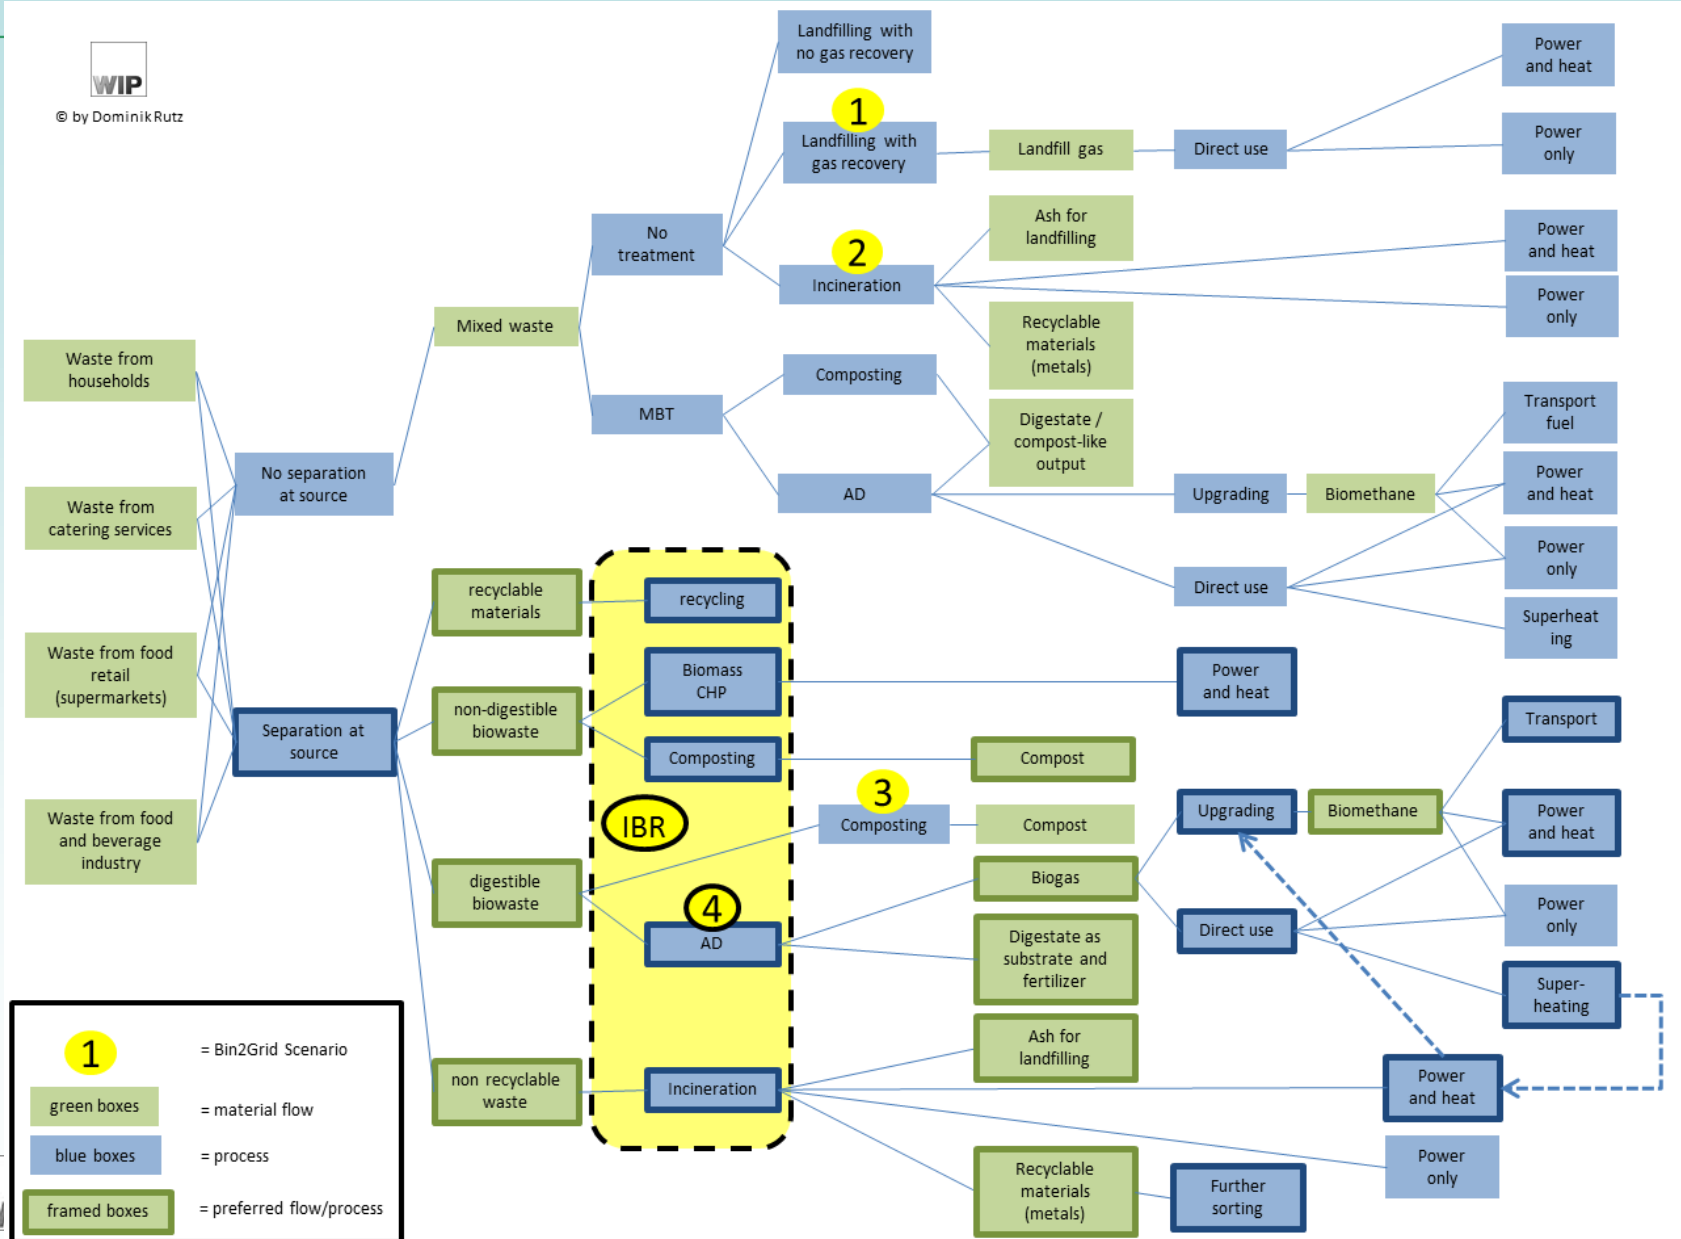 WIP
© by Dominik Rutz
Landfilling with
no gas recovery
Power
and heat
1
Landfilling with
gas recovery
Landfill gas
Direct use
Power
only
No
treatment
Ash for
landfilling
Power
and heat
2
Incineration
Power
only
Mixed waste
Recyclable
materials
(metals)
Waste from
households
Composting
MBT
Transport
fuel
Digestate /
compost-like
output
No separation
at source
AD
Upgrading
Biomethane
Power
and heat
Waste from
catering services
Power
only
Direct use
recyclable
materials
recycling
Superheat
ing
Waste from food
retail
(supermarkets)
Biomass
CHP
Power
and heat
non-digestible
biowaste
Separation at
source
Transport
Composting
Compost
3
Composting
Compost
Upgrading
Biomethane
Power
and heat
IBR
Waste from food
and beverage
industry
digestible
biowaste
Biogas
4
AD
Direct use
Power
only
Digestate as
substrate and
fertilizer
Super-
heating
Ash for
landfilling
non recyclable
waste
Incineration
Power
and heat
Power
only
Recyclable
materials
(metals)
Further
sorting
1
= Bin2Grid Scenario
green boxes
= material flow
blue boxes
= process
framed boxes
= preferred flow/process